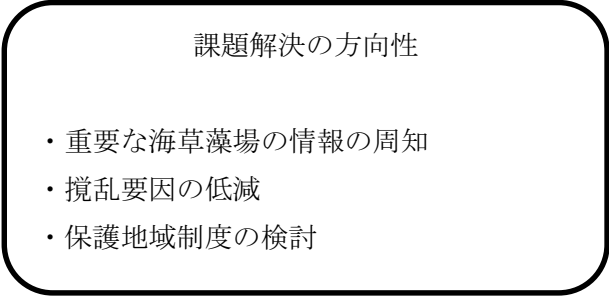 課題解決の方向性
・重要な海草藻場の情報の周知
・撹乱要因の低減
・保護地域制度の検討